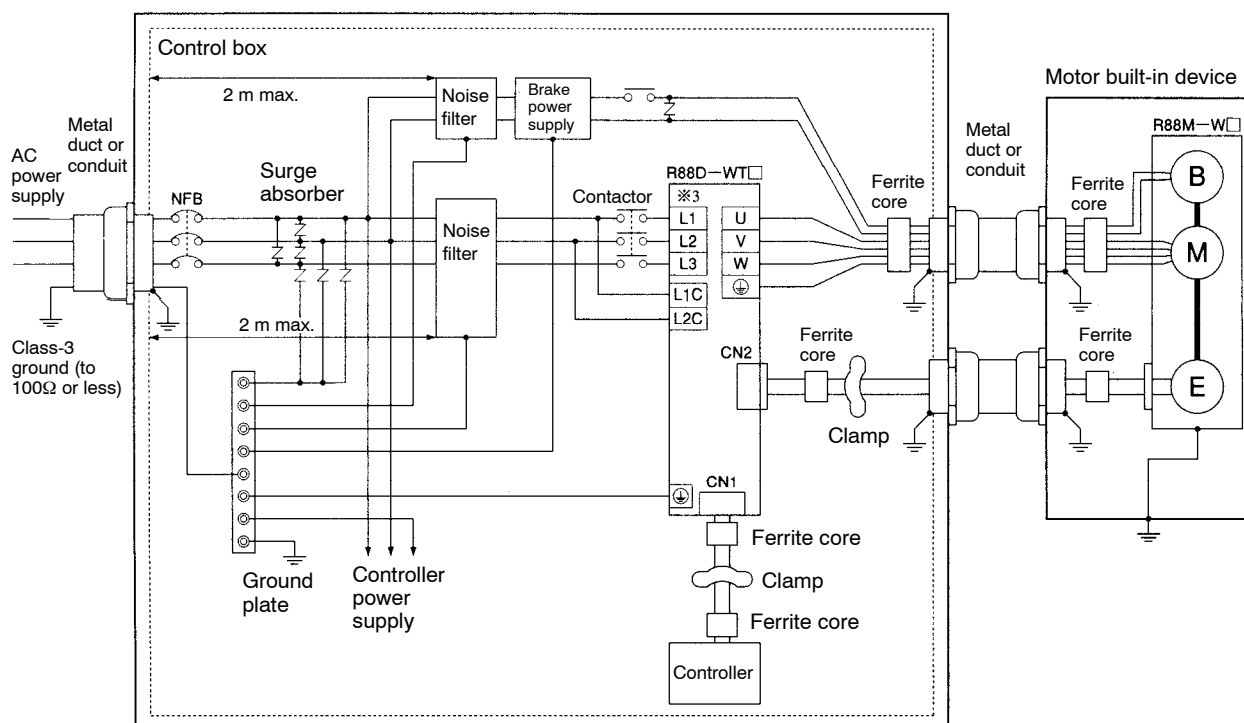 Control box
2 m max.
Noise
filter
Brake
power
supply
Motor built-in device
Metal
duct or
conduit
AC
power
supply
NFB
Surge
absorber
Noise
filter
Contactor
R88D-WT□
※3
L1
L2
L3
L1C
L2C
U
V
W
Ferrite
core
Metal
duct or
conduit
Ferrite
core
R88M-W□
B
M
E
2 m max.
Class-3
ground (to
100Ω or less)
CN2
Ferrite
core
Clamp
Ferrite
core
CN1
Ferrite core
Clamp
Ferrite core
Controller
Ground
plate
Controller
power
supply